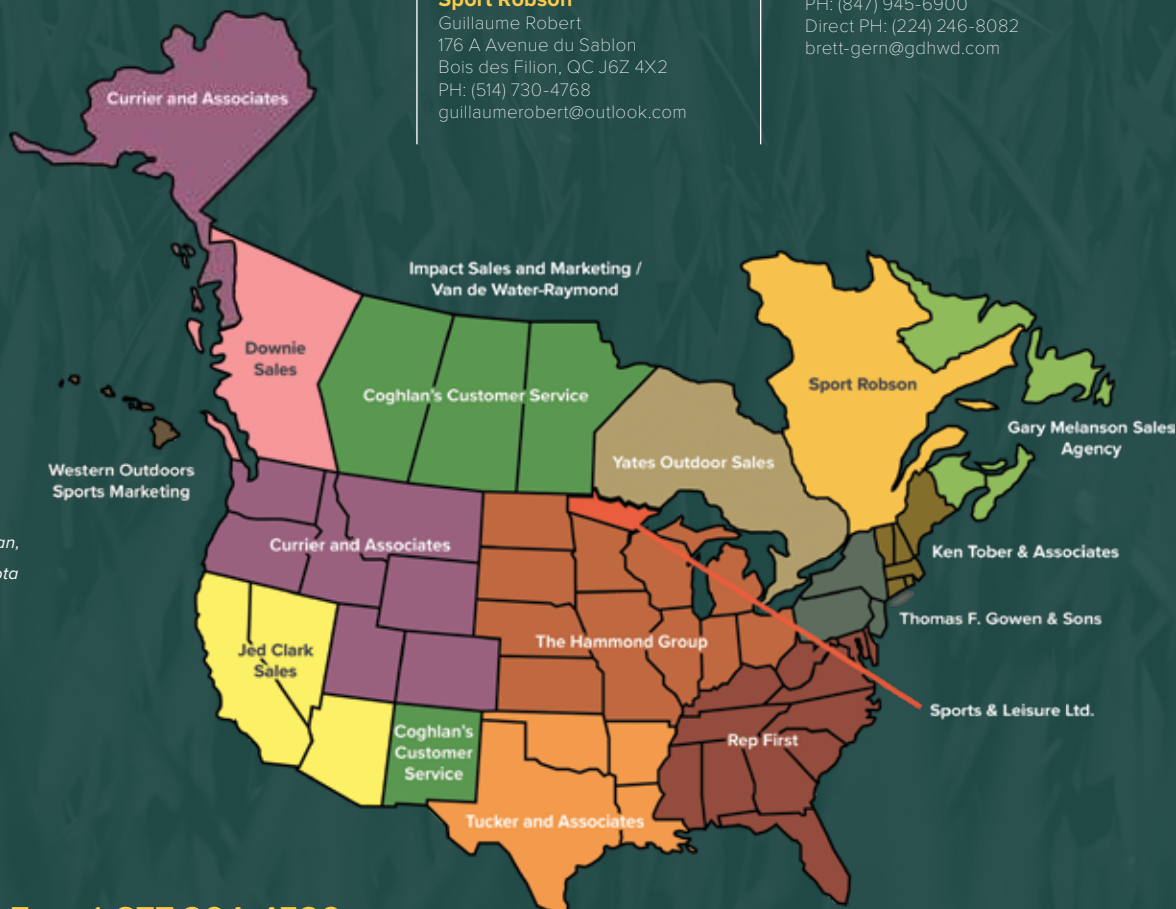 Sport Robson
Guillaume Robert
176 A Avenue du Sablon
Bois des Filion, QC J6Z 4X2
PH: (514) 730-4768
guillaumerobert@outlook.com
PH: (847) 945-6900
Direct PH: (224) 246-8082
brett-gern@gdhwd.com
Currier and Associates
Impact Sales and Marketing /
Van de Water-Raymond
Downie
Sales
Coghlan's Customer Service
Sport Robson
Gary Melanson Sales
Agency
Western Outdoors
Sports Marketing
Yates Outdoor Sales
an,
ota
Currier and Associates
Ken Tober & Associates
Thomas F. Gowen & Sons
The Hammond Group
Jed Clark
Sales
Sports & Leisure Ltd.
Coghlan's
Customer
Service
Rep First
Tucker and Associates